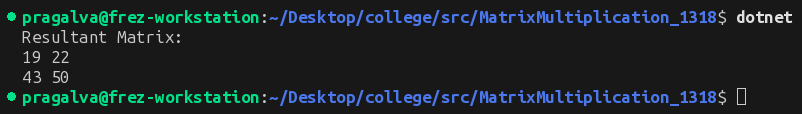 pragalva@frez-workstation:~/Desktop/college/src/MatrixMultiplication_1318$ dotnet
Resultant Matrix:
19 22
43 50
pragalva@frez-workstation:~/Desktop/college/src/MatrixMultiplication_1318$